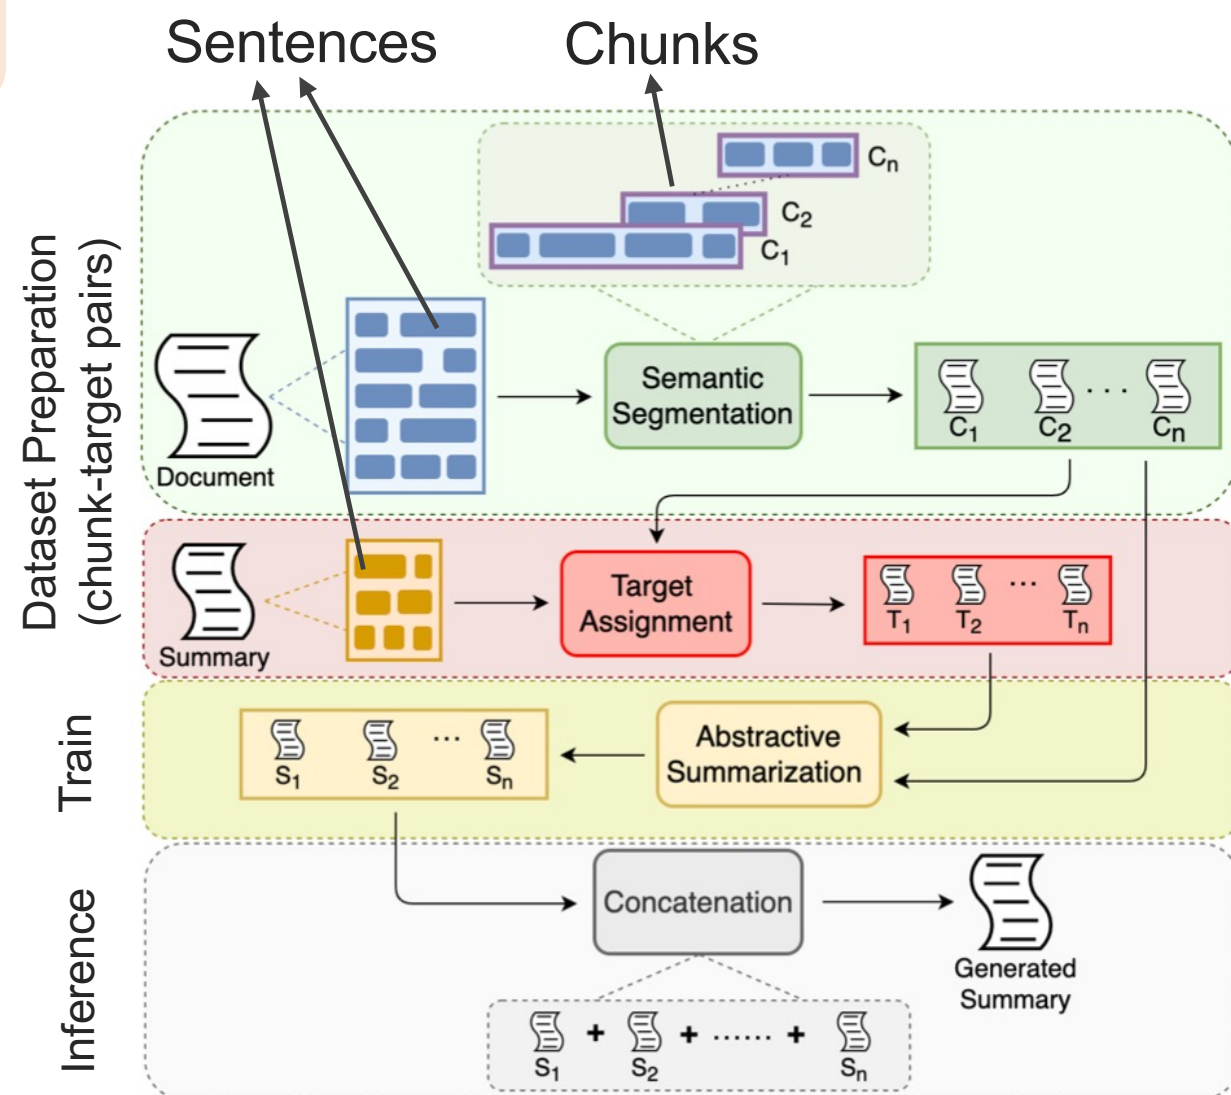 Sentences
Chunks
Dataset Preparation
(chunk-target pairs)
Cn
C2
C1
Semantic
Segmentation
C1 C2 ... Cn
Document
Target
Assignment
T1 T2 ... Tn
Summary
Train
S1 S2 ... Sn
Abstractive
Summarization
Inference
Concatenation
Generated
Summary
S1 + S2 + ...... + Sn